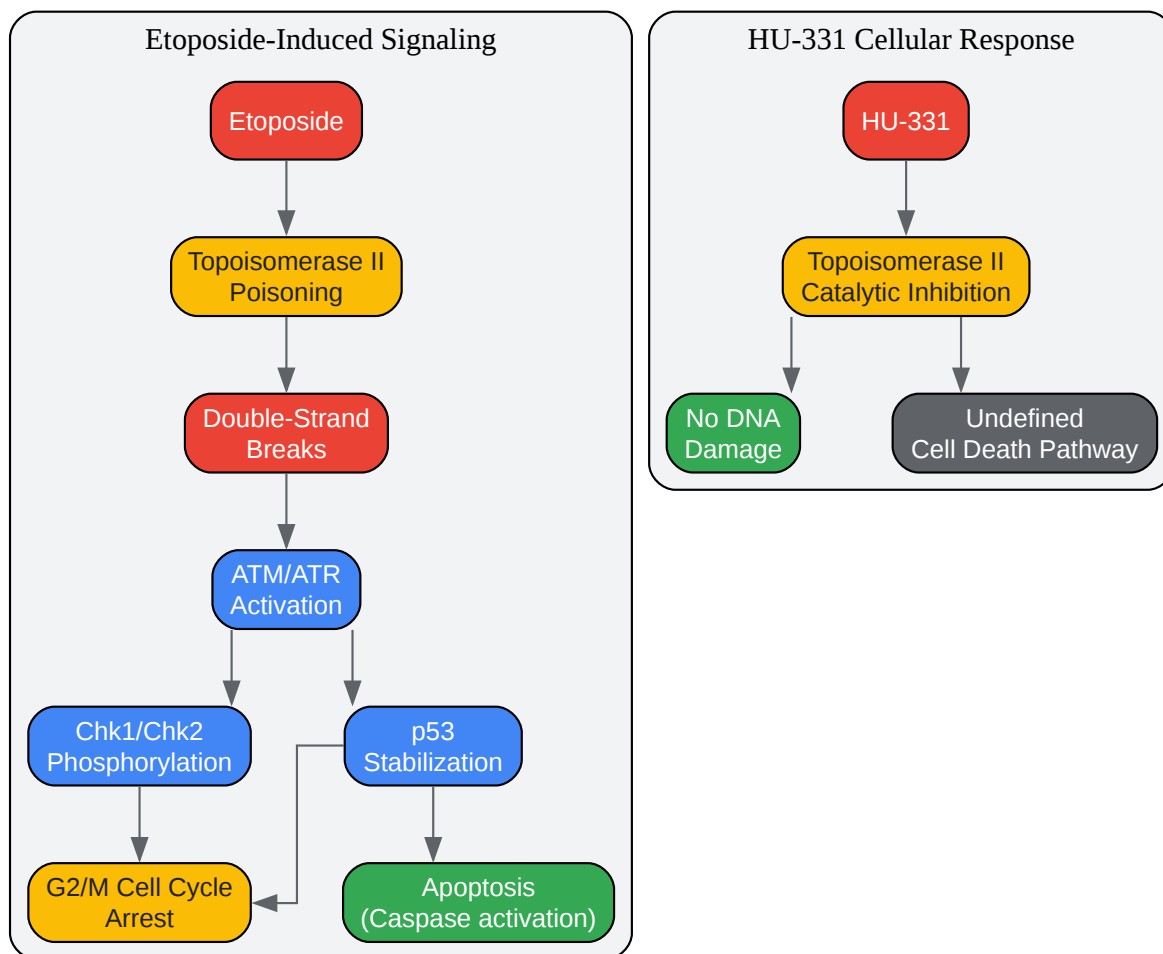 Etoposide-Induced Signaling
Etoposide
Topoisomerase II
Poisoning
Double-Strand
Breaks
ATM/ATR
Activation
Chk1/Chk2
Phosphorylation
p53
Stabilization
G2/M Cell Cycle
Arrest
Apoptosis
(Caspase activation)
HU-331 Cellular Response
HU-331
Topoisomerase II
Catalytic Inhibition
No DNA
Damage
Undefined
Cell Death Pathway